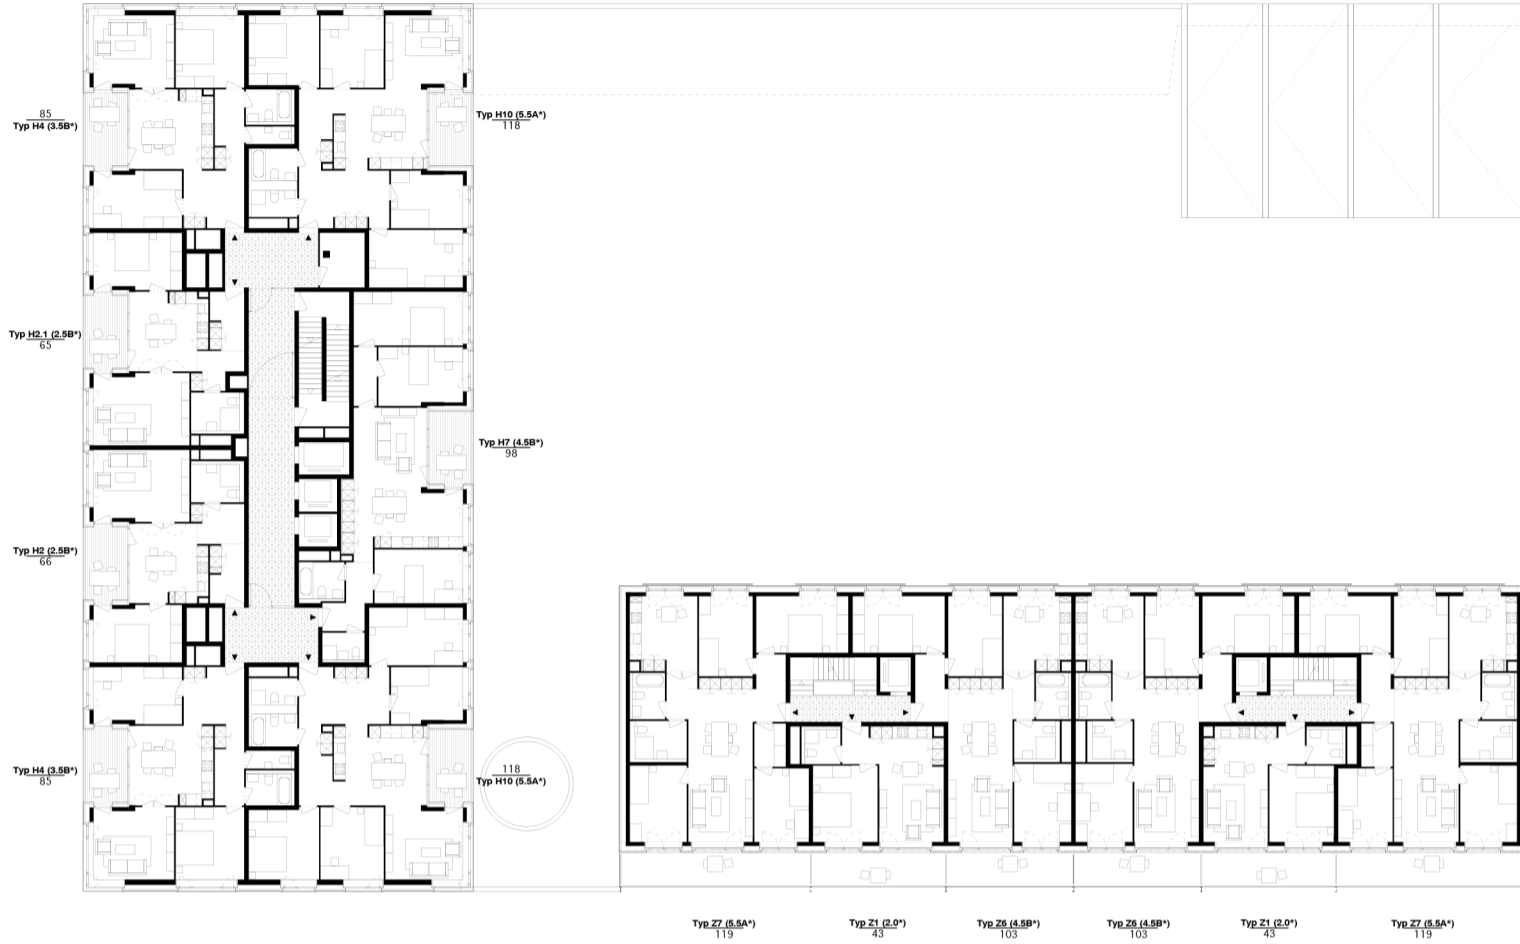 85
Typ H4 (3.5B*)
Typ H10 (5.5A*)
118
Typ H2.1 (2.5B*)
65
Typ H7 (4.5B*)
98
Typ H2 (2.5B*)
66
Typ H4 (3.5B*)
85
118
Typ H10 (5.5A*)
Typ Z7 (5.5A*)
119
Typ Z1 (2.0*)
43
Typ Z6 (4.5B*)
103
Typ Z6 (4.5B*)
103
Typ Z1 (2.0*)
43
Typ Z7 (5.5A*)
119